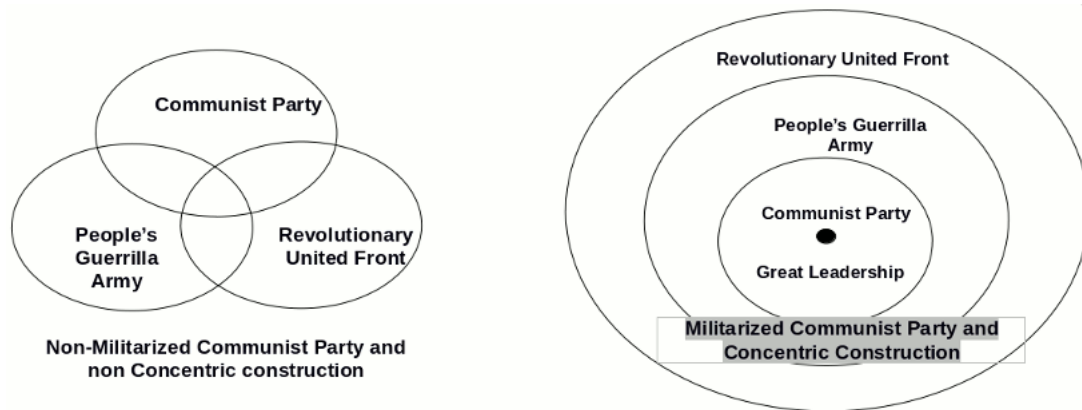 Communist Party
People's
Guerrilla
Army
Revolutionary
United Front
Non-Militarized Communist Party and
non Concentric construction
Revolutionary United Front
People's Guerrilla
Army
Communist Party
Great Leadership
Militarized Communist Party and
Concentric Construction